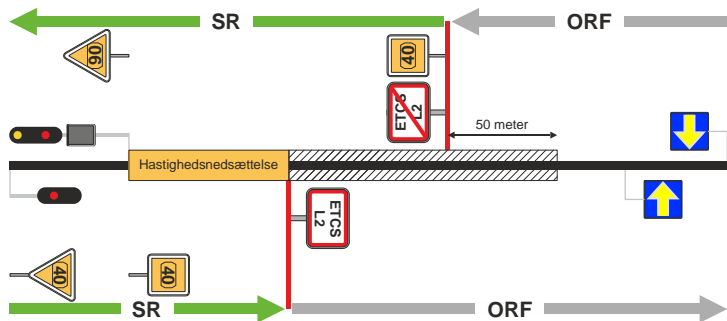 SR
ORF
90
40
ETCS
L2
50 meter
Hastighedsnedsættelse
ETCS
L2
40
40
SR
ORF